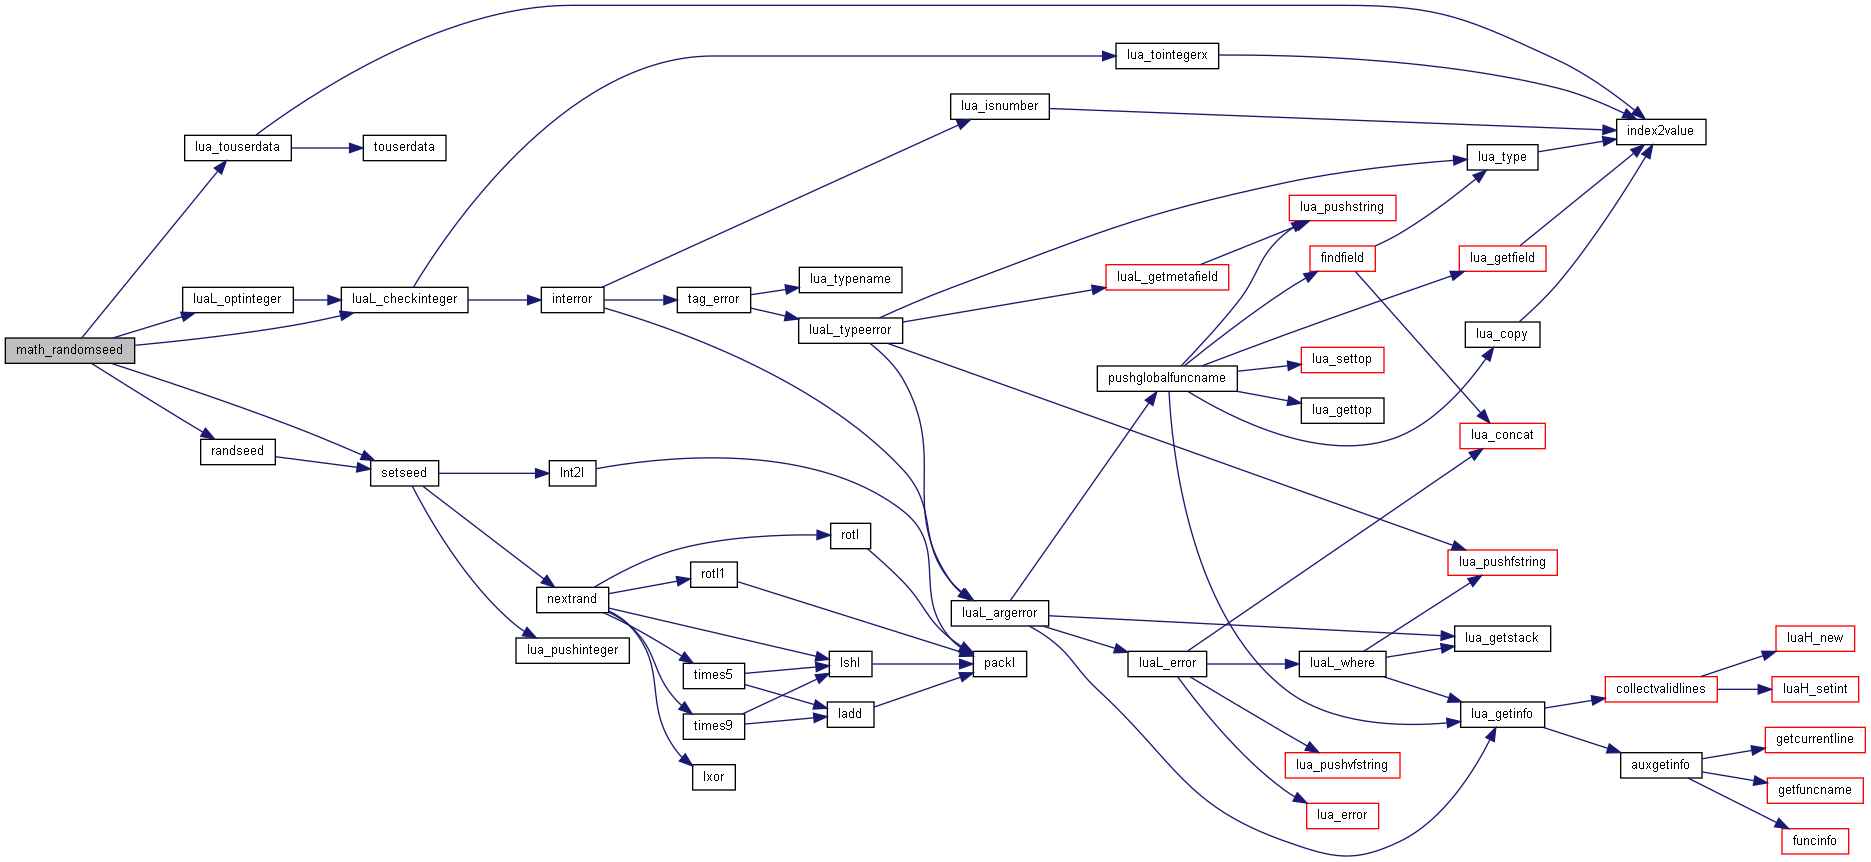 math_randomseed
lua_touserdata
touserdata
luaL_optinteger
luaL_checkinteger
randseed
setseed
interror
Int2I
nextrand
lua_pushinteger
tag_error
rotl
rotl1
times5
times9
Ixor
lua_typename
luaL_typeerror
Ishl
Iadd
lua_isnumber
luaL_argerror
packI
lua_tointegerx
luaL_getmetafield
pushglobalfuncname
luaL_error
lua_pushstring
findfield
lua_settop
lua_gettop
luaL_where
lua_pushvfstring
lua_error
lua_type
lua_getfield
lua_copy
lua_concat
lua_pushfstring
lua_getstack
lua_getinfo
index2value
collectvalidlines
auxgetinfo
luaH_new
luaH_setint
getcurrentline
getfuncname
funcinfo